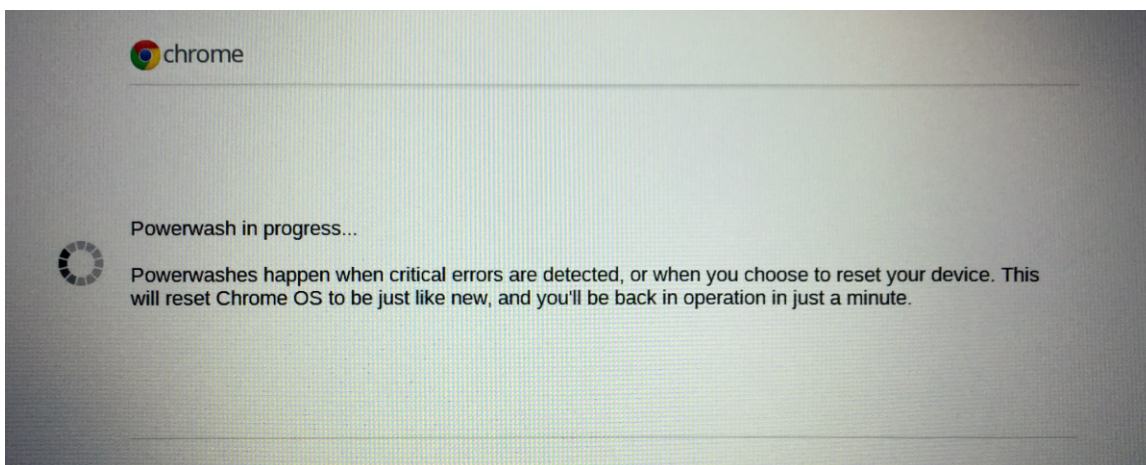 chrome
Powerwash in progress...
Powerwashes happen when critical errors are detected, or when you choose to reset your device. This
will reset Chrome OS to be just like new, and you'll be back in operation in just a minute.